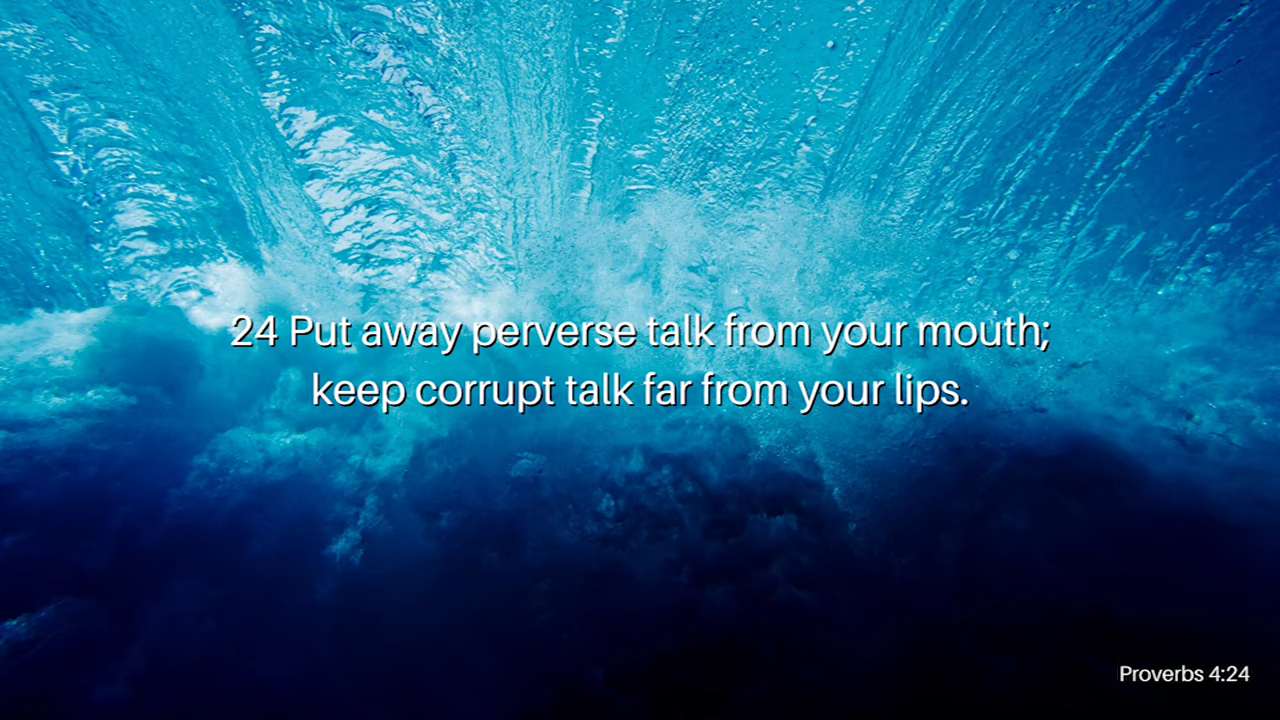 24 Put away perverse talk from your mouth;
keep corrupt talk far from your lips.
Proverbs 4:24